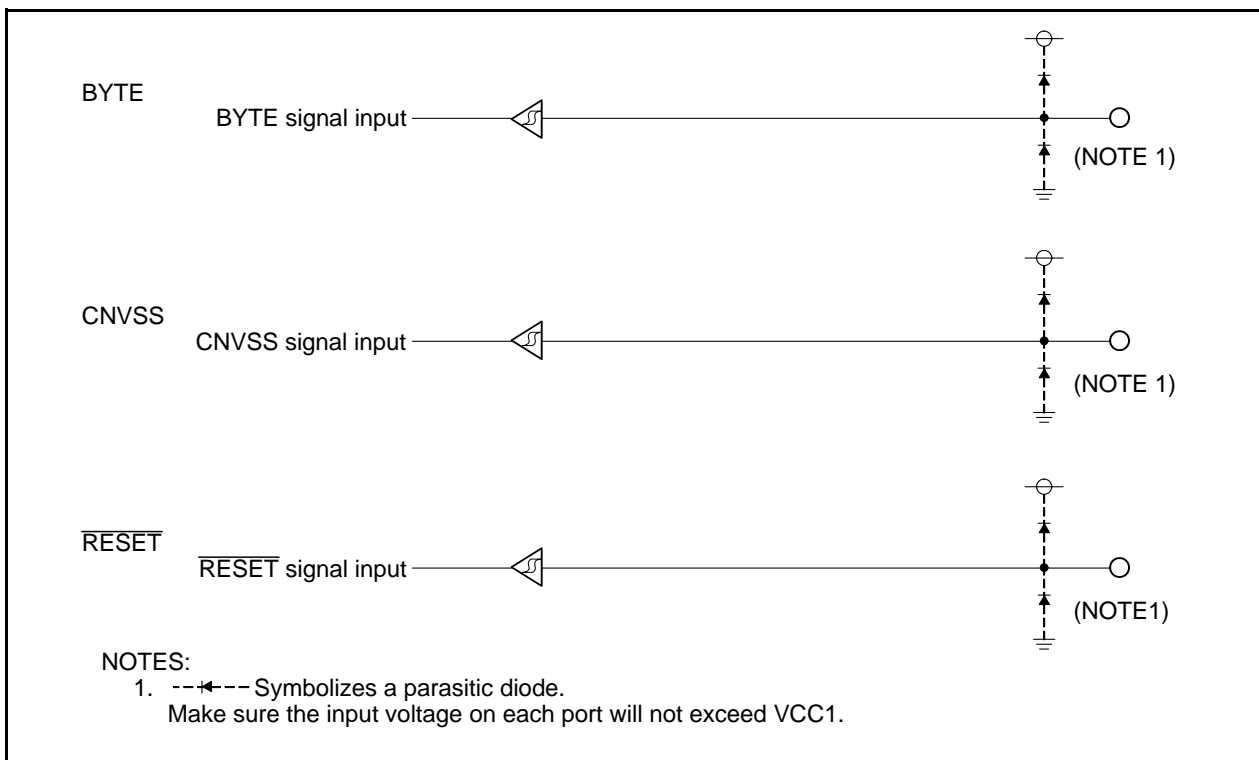 BYTE
BYTE signal input
(NOTE 1)
CNVSS
CNVSS signal input
(NOTE 1)
RESET
RESET signal input
(NOTE1)
NOTES:
1. Symbolizes a parasitic diode.
Make sure the input voltage on each port will not exceed VCC1.